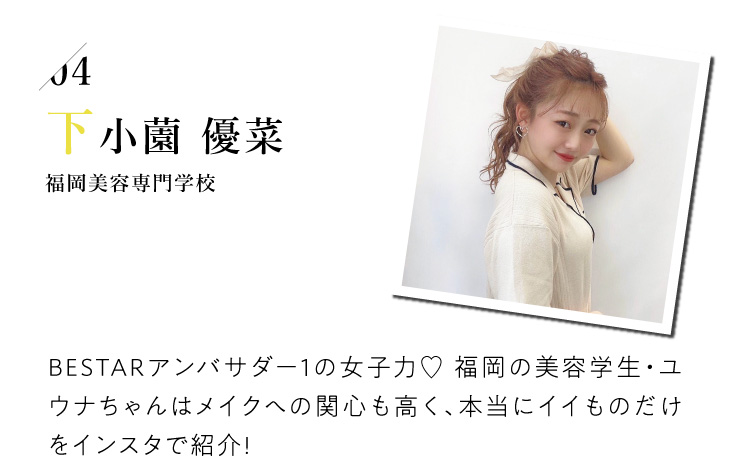 04
下小薗 優菜
福岡美容専門学校
BESTARアンバサダー1の女子力♡ 福岡の美容学生・ユ
ウナちゃんはメイクへの関心も高く、本当にイイものだけ
をインスタで紹介!